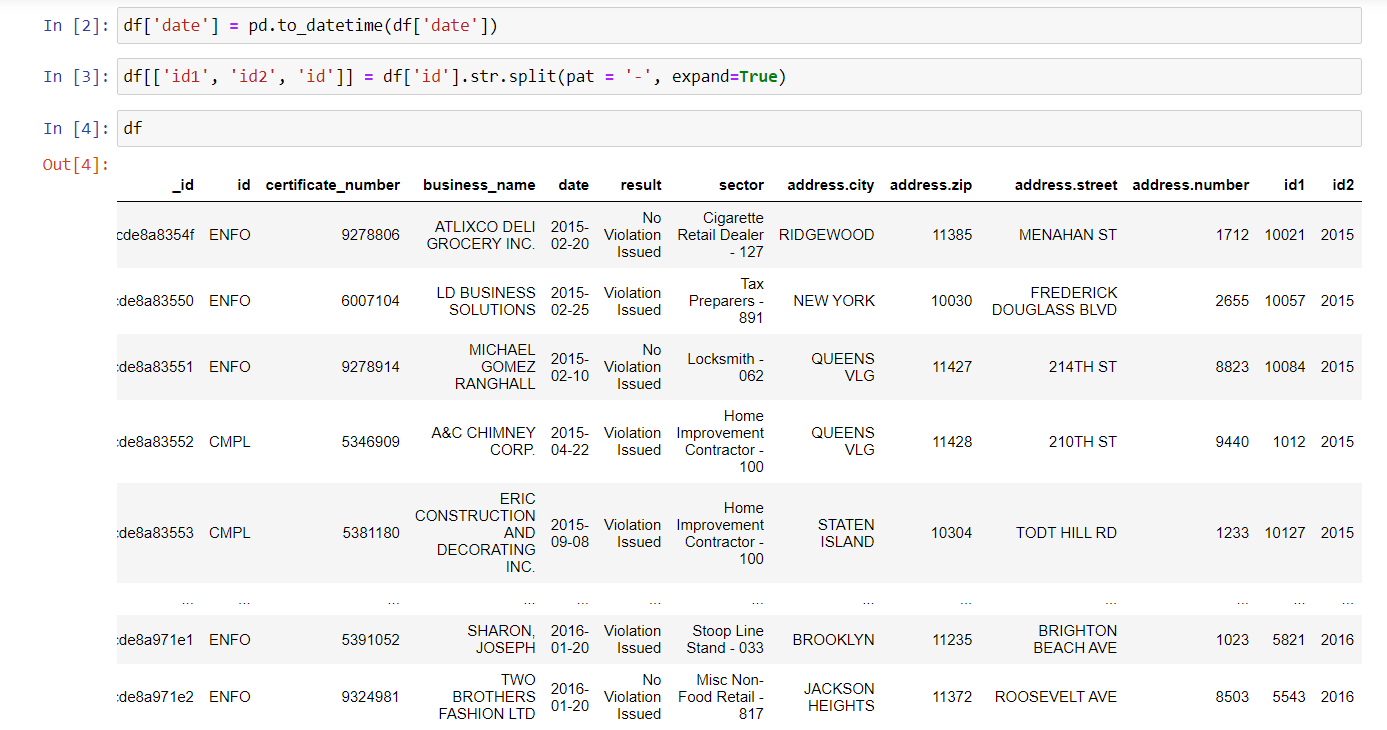 In [2]: df['date'] = pd.to_datetime(df['date'])
In [3]: df[['id1', 'id2', 'id']] = df['id'].str.split(pat = '-', expand=True)
In [4]: df
Out[4]:
_id id certificate_number business_name date result sector address.city address.zip address.street address.number id1 id2
cde8a8354f ENFO 9278806 ATLIXCO DELI GROCERY INC. 2015-02-20 No Violation Issued Cigarette Retail Dealer - 127 RIDGEWOOD 11385 MENAHAN ST 1712 10021 2015
:de8a83550 ENFO 6007104 LD BUSINESS SOLUTIONS 2015-02-25 Violation Issued Tax Preparers - 891 NEW YORK 10030 FREDERICK DOUGLASS BLVD 2655 10057 2015
:de8a83551 ENFO 9278914 MICHAEL GOMEZ RANGHALL 2015-02-10 No Violation Issued Locksmith - 062 QUEENS VLG 11427 214TH ST 8823 10084 2015
:de8a83552 CMPL 5346909 A&C CHIMNEY CORP. 2015-04-22 Violation Issued Home Improvement Contractor - 100 QUEENS VLG 11428 210TH ST 9440 1012 2015
:de8a83553 CMPL 5381180 ERIC CONSTRUCTION AND DECORATING INC. 2015-09-08 Violation Issued Home Improvement Contractor - 100 STATEN ISLAND 10304 TODT HILL RD 1233 10127 2015
... ... ... ... ... ... ... ... ... ... ... ... ...
cde8a971e1 ENFO 5391052 SHARON, JOSEPH 2016-01-20 Violation Issued Stoop Line Stand - 033 BROOKLYN 11235 BRIGHTON BEACH AVE 1023 5821 2016
cde8a971e2 ENFO 9324981 TWO BROTHERS FASHION LTD 2016-01-20 No Violation Issued Misc Non-Food Retail - 817 JACKSON HEIGHTS 11372 ROOSEVELT AVE 8503 5543 2016